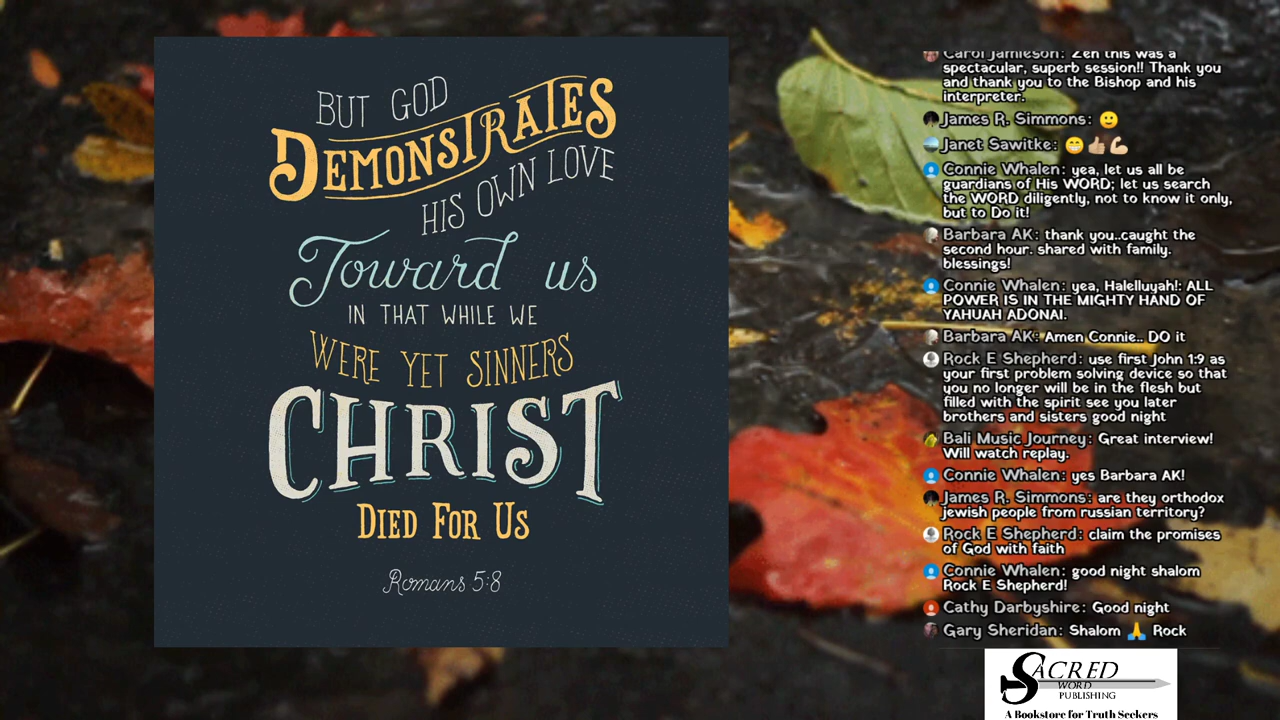 BUT GOD
DEMONSTRATES
HIS OWN LOVE
Toward us
IN THAT WHILE WE
WERE YET SINNERS
CHRIST
DIED FOR US
Romans 5:8
Carol Jamieson: Zen this was a
spectacular, superb session!! Thank you
and thank you to the Bishop and his
interpreter.
James R. Simmons: 🙂
Janet Sawitke: 😁👍🏼💪🏼
Connie Whalen: yea, let us all be
guardians of His WORD; let us search
the WORD diligently, not to know it only,
but to Do it!
Barbara AK: thank you..caught the
second hour. shared with family.
blessings!
Connie Whalen: yea, Halelluyah!: ALL
POWER IS IN THE MIGHTY HAND OF
YAHUAH ADONAI.
Barbara AK: Amen Connie.. DO it
Rock E Shepherd: use first John 1:9 as
your first problem solving device so that
you no longer will be in the flesh but
filled with the spirit see you later
brothers and sisters good night
Bali Music Journey: Great interview!
Will watch replay.
Connie Whalen: yes Barbara AK!
James R. Simmons: are they orthodox
jewish people from russian territory?
Rock E Shepherd: claim the promises
of God with faith
Connie Whalen: good night shalom
Rock E Shepherd!
Cathy Darbyshire: Good night
Gary Sheridan: Shalom 🙏 Rock
SACRED
WORD
PUBLISHING
A Bookstore for Truth Seekers